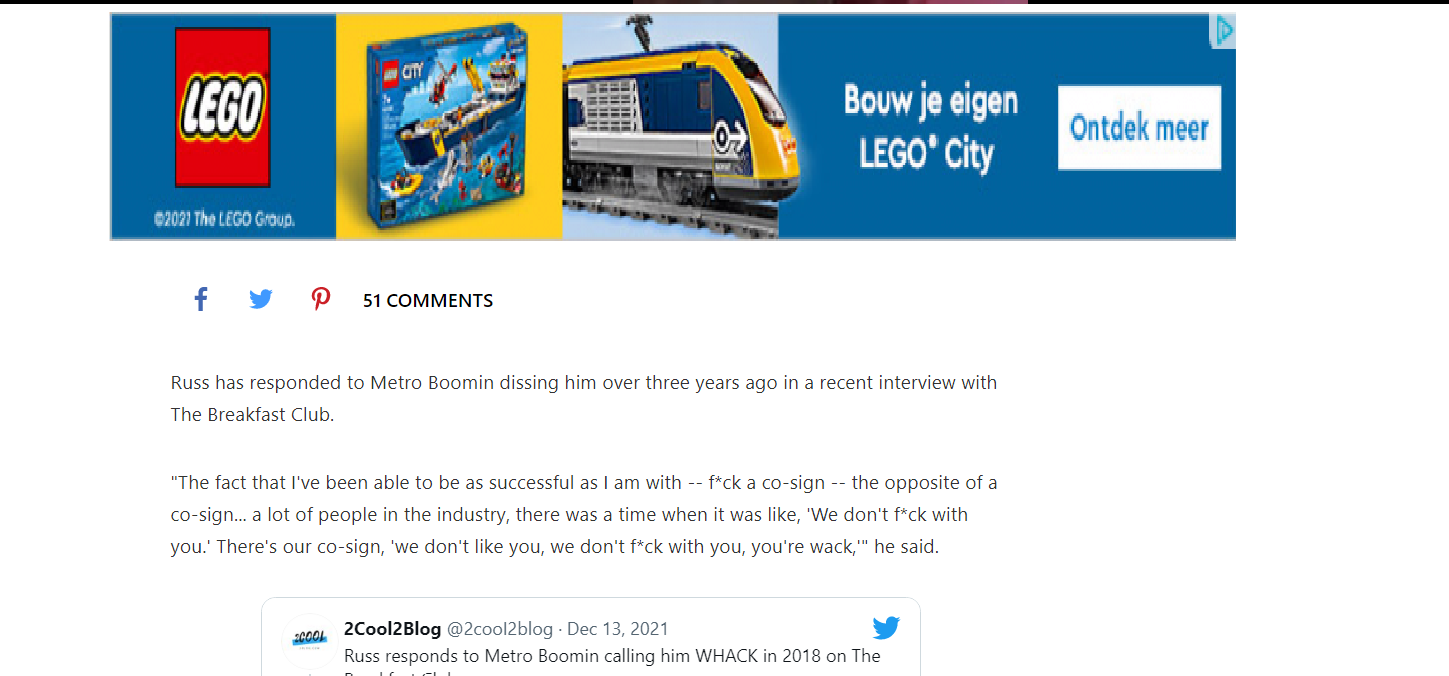 LEGO
©2021 The LEGO Group.
LEGO CITY
Bouw je eigen
LEGO® City
Ontdek meer
51 COMMENTS
Russ has responded to Metro Boomin dissing him over three years ago in a recent interview with
The Breakfast Club.
"The fact that I've been able to be as successful as I am with -- f*ck a co-sign -- the opposite of a
co-sign... a lot of people in the industry, there was a time when it was like, 'We don't f*ck with
you.' There's our co-sign, 'we don't like you, we don't f*ck with you, you're wack,'" he said.
2COOL
2Cool2Blog @2cool2blog · Dec 13, 2021
Russ responds to Metro Boomin calling him WHACK in 2018 on The